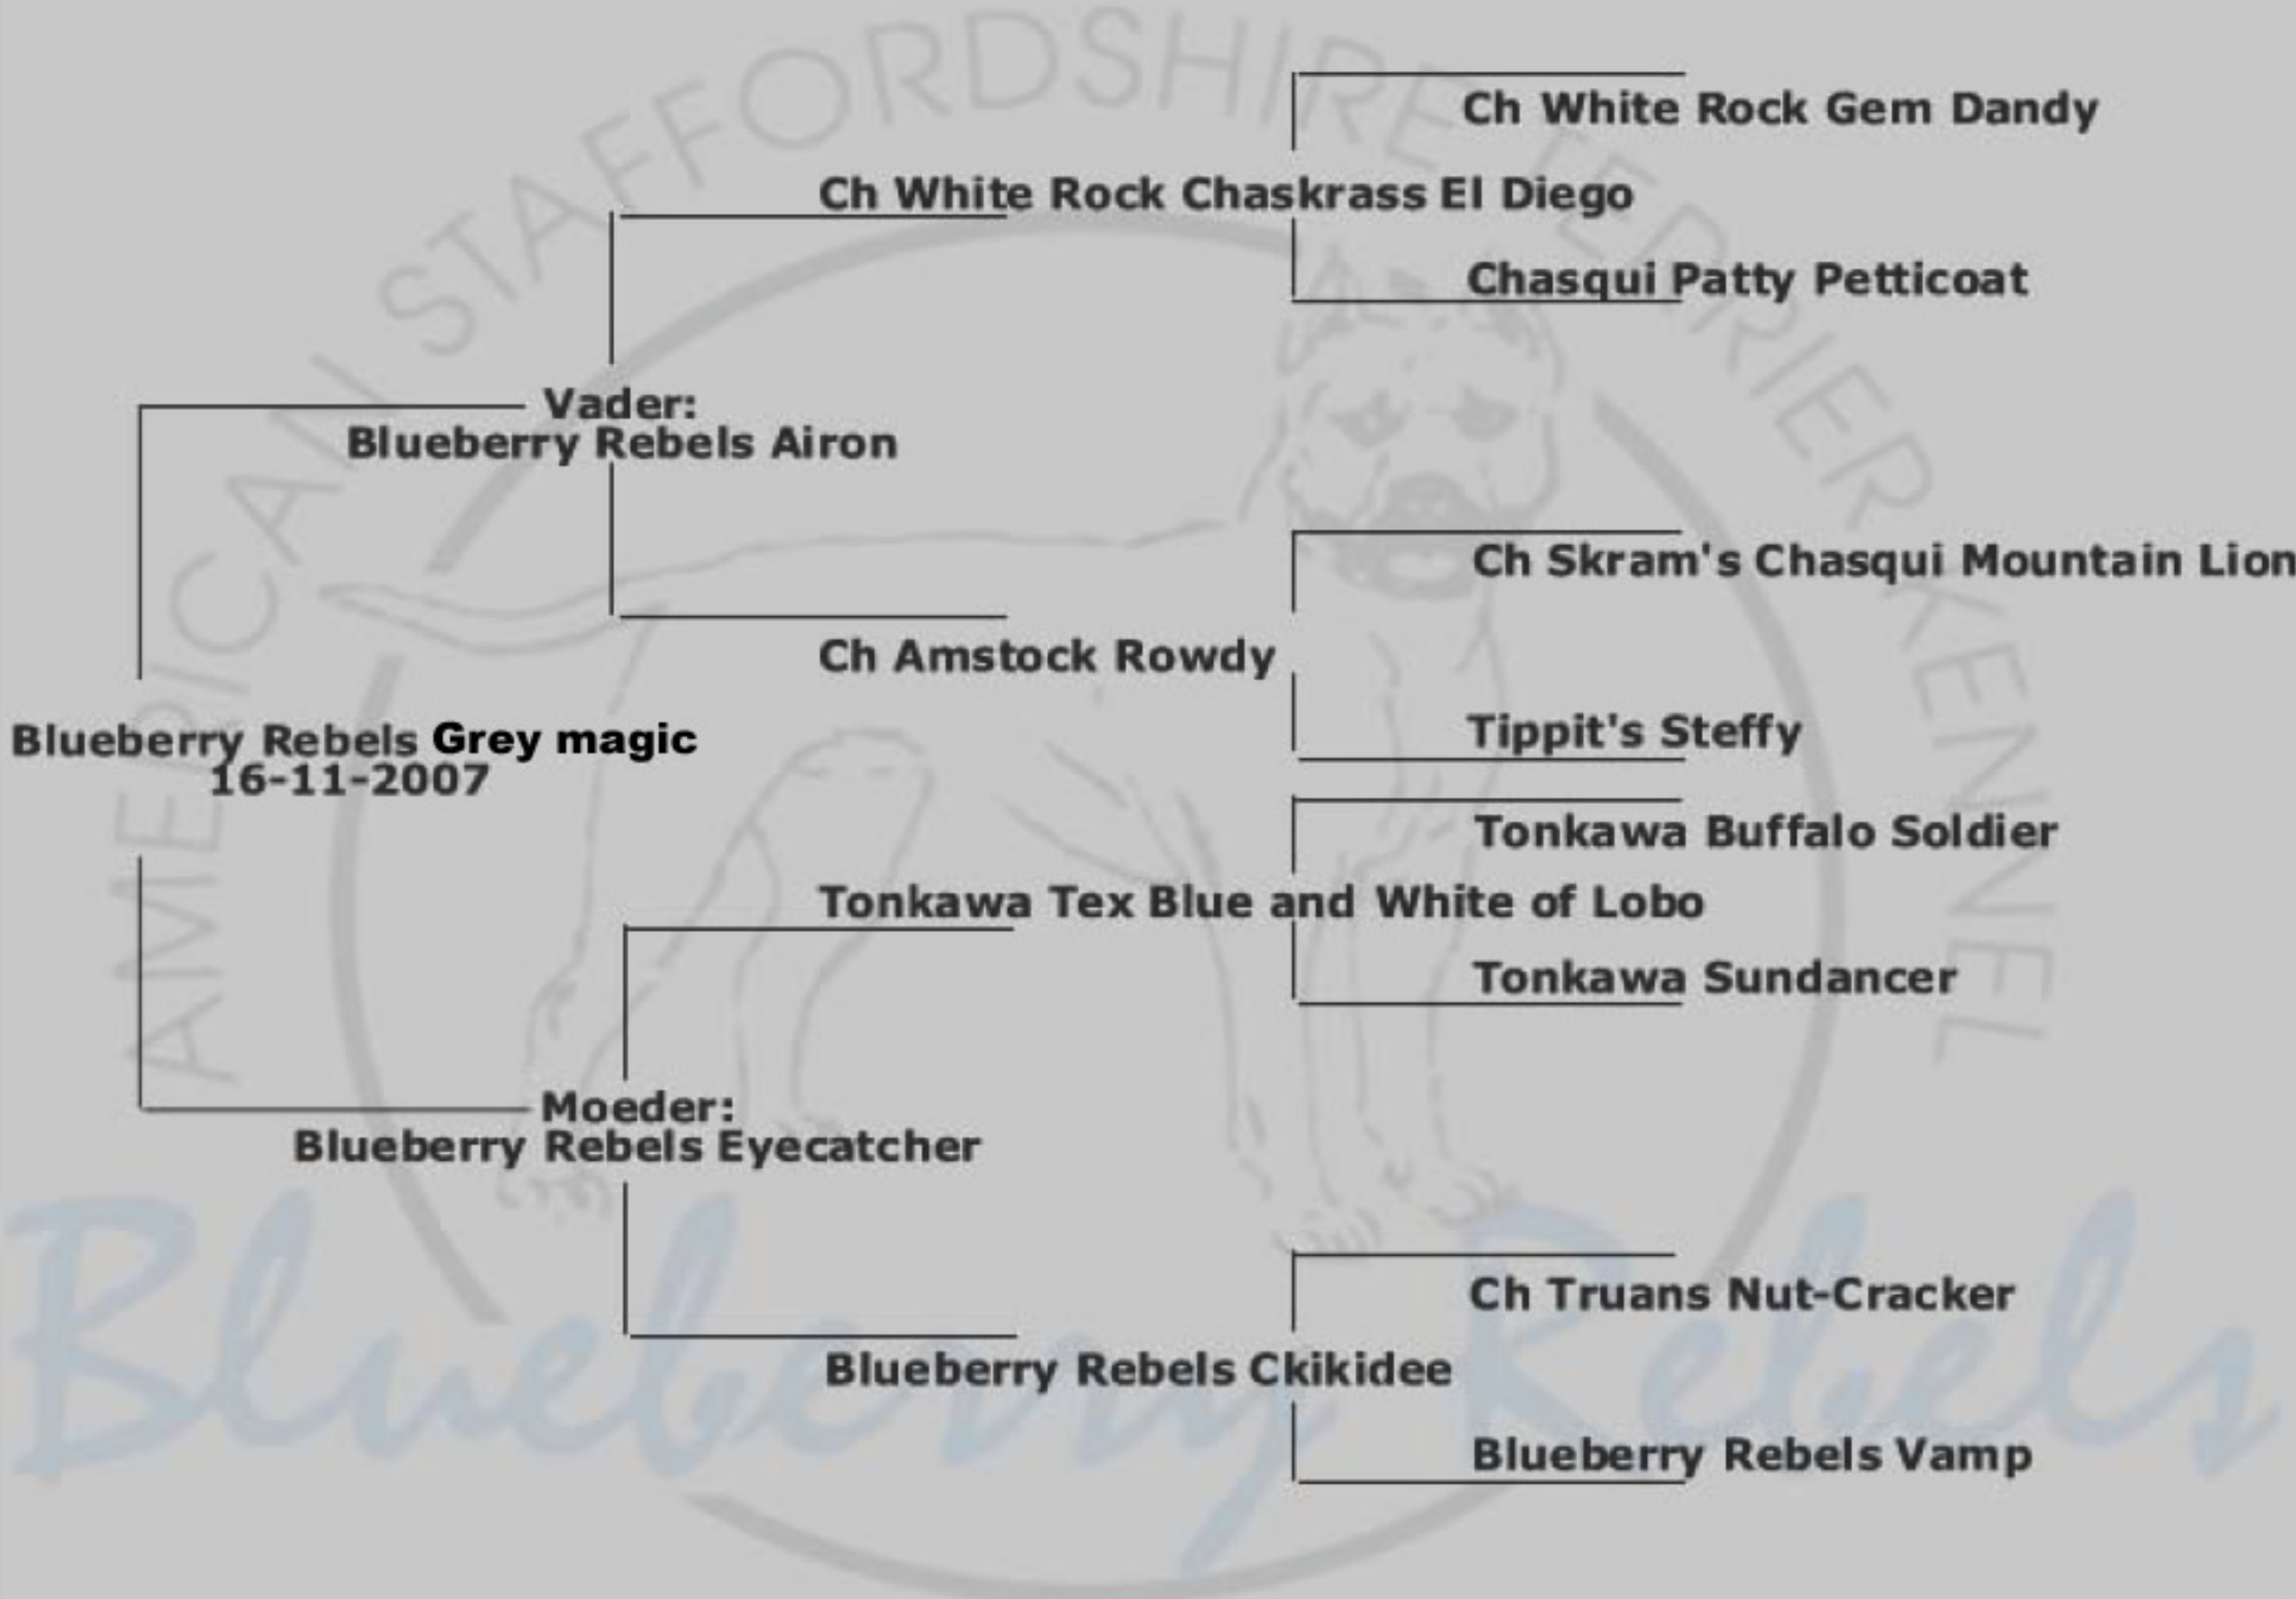 AMERICAN STAFFORDSHIRE TERRIER KENNEL
Ch White Rock Gem Dandy
Ch White Rock Chaskrass El Diego
Chasqui Patty Petticoat
Vader:
Blueberry Rebels Airon
Ch Skram's Chasqui Mountain Lion
Ch Amstock Rowdy
Tippit's Steffy
Blueberry Rebels Grey magic
16-11-2007
Tonkawa Buffalo Soldier
Tonkawa Tex Blue and White of Lobo
Tonkawa Sundancer
Moeder:
Blueberry Rebels Eyecatcher
Ch Truans Nut-Cracker
Blueberry Rebels Ckikidee
Blueberry Rebels Vamp
Blueberry Rebels